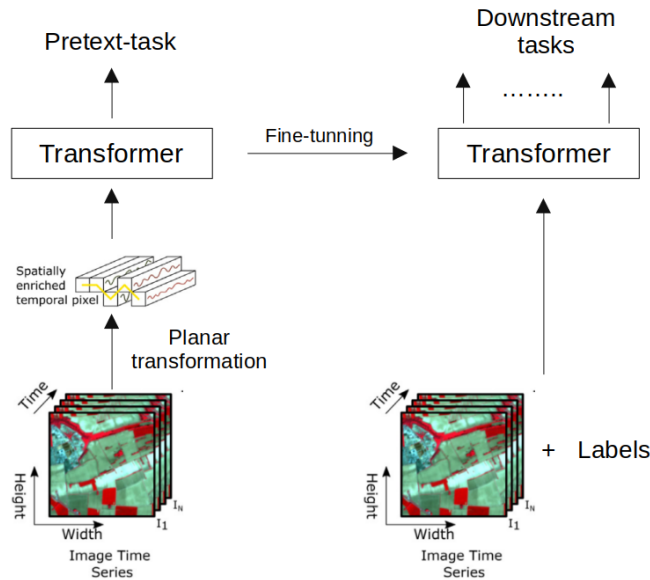 Pretext-task
Downstream
tasks
........
Transformer
Fine-tunning
Transformer
Spatially
enriched
temporal pixel
Planar
transformation
Time
Height
Width
I₁
Iₙ
Image Time
Series
Time
Height
Width
I₁
Iₙ
Image Time
Series
+ Labels